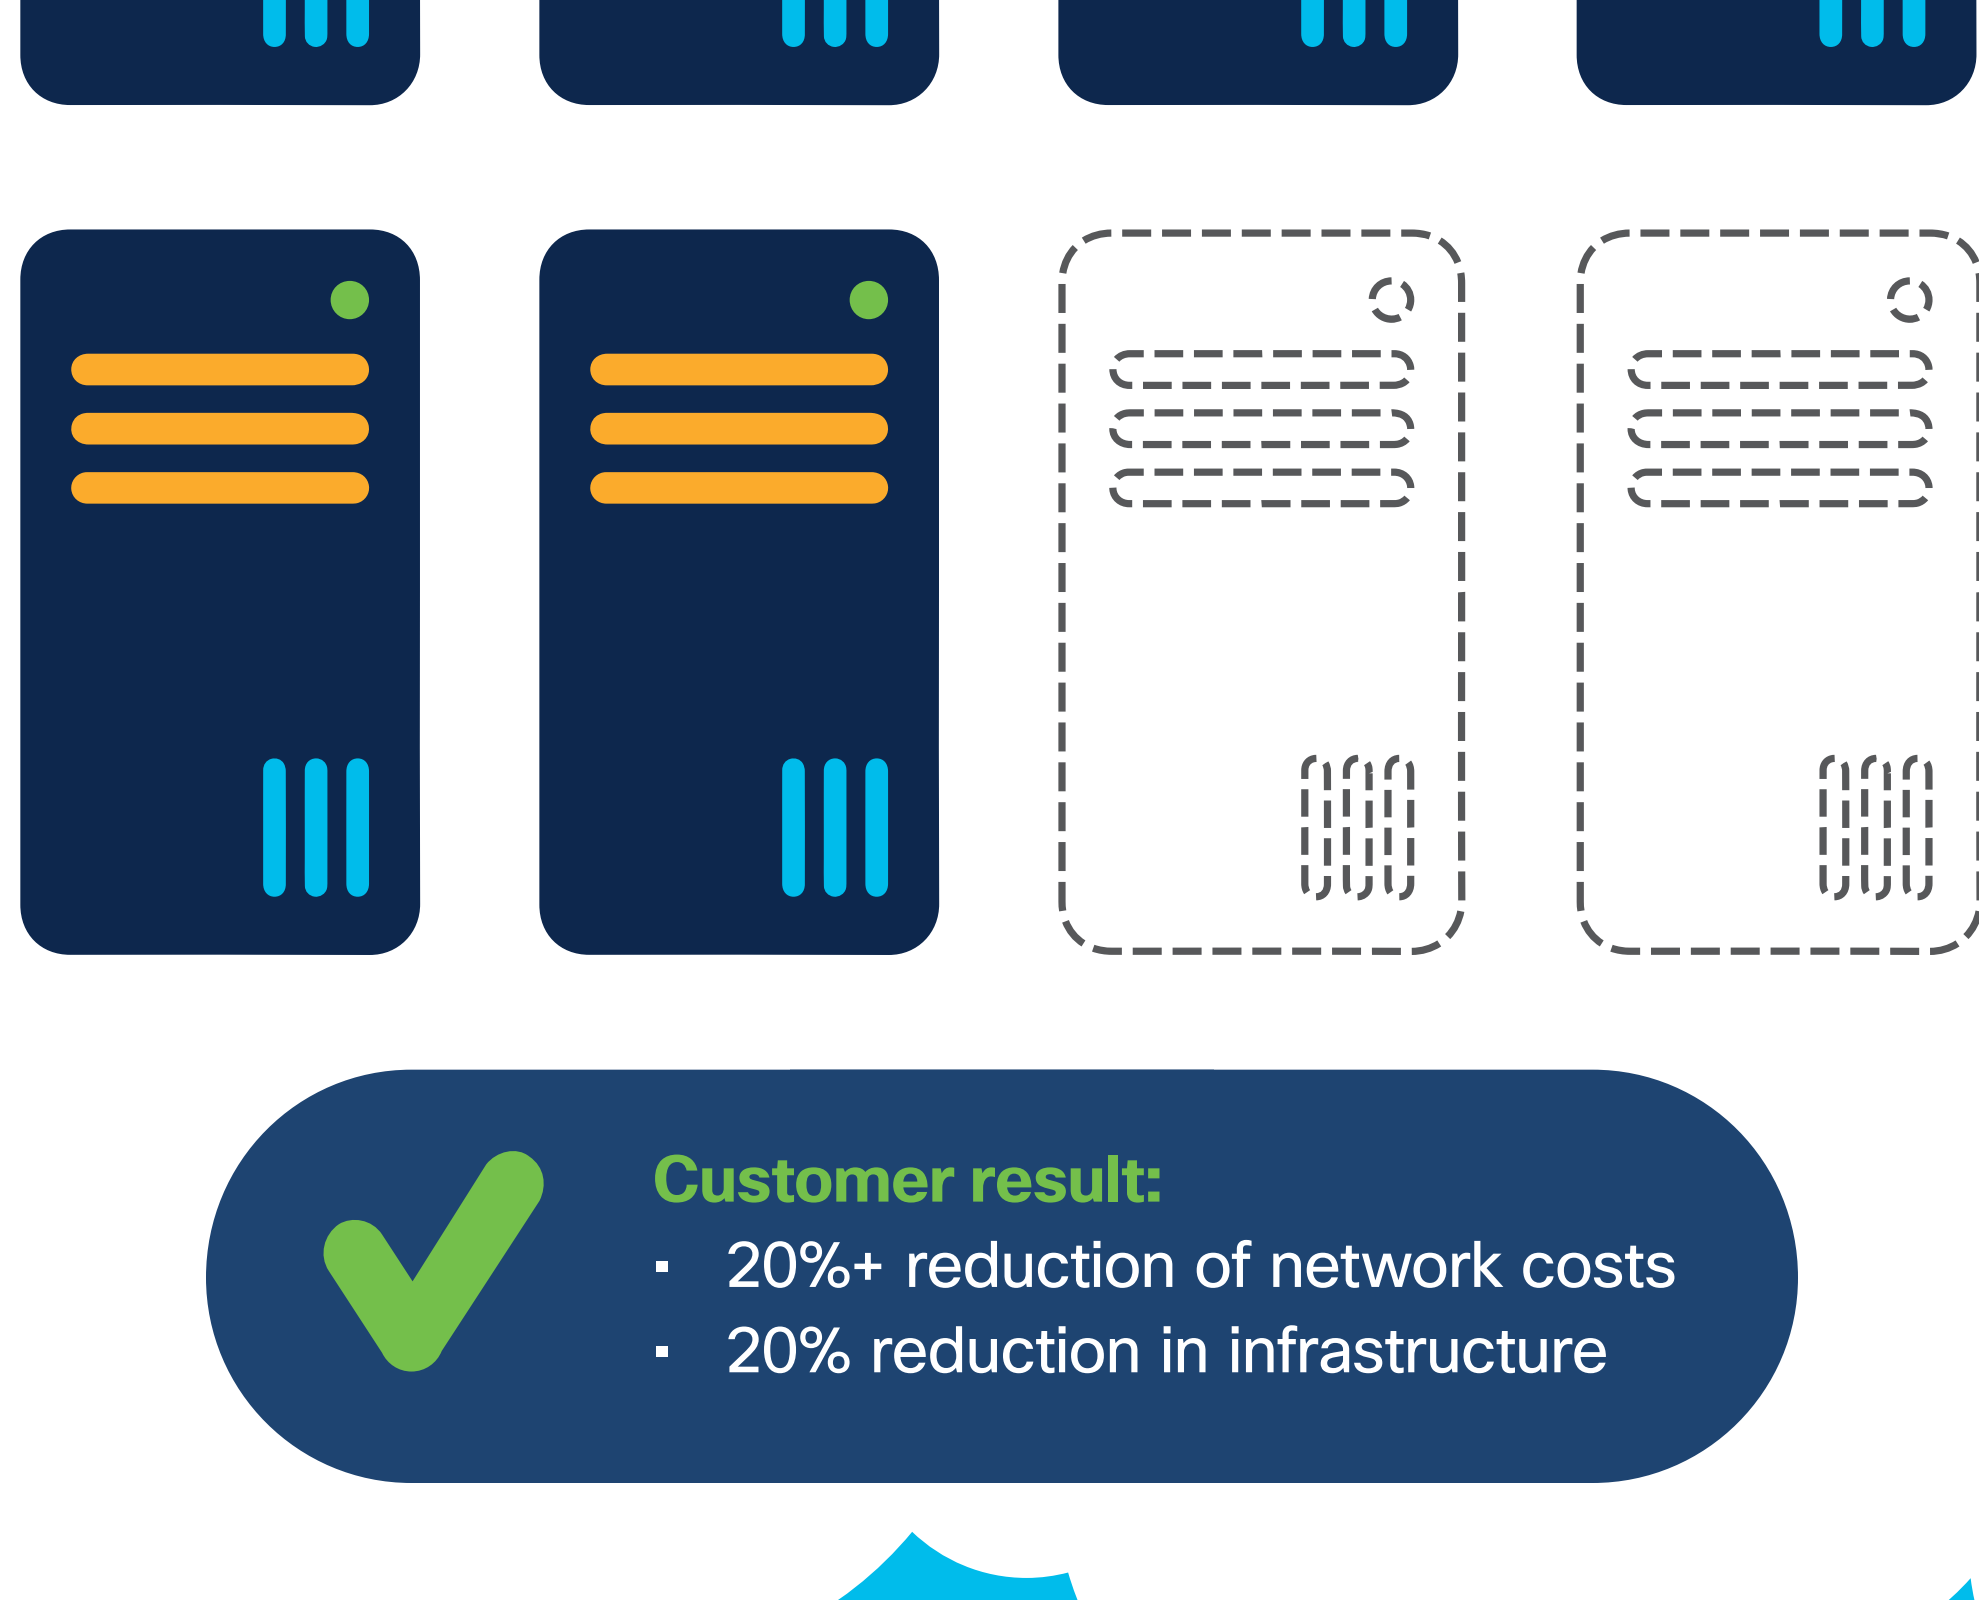 Customer result:
▪ 20%+ reduction of network costs
▪ 20% reduction in infrastructure